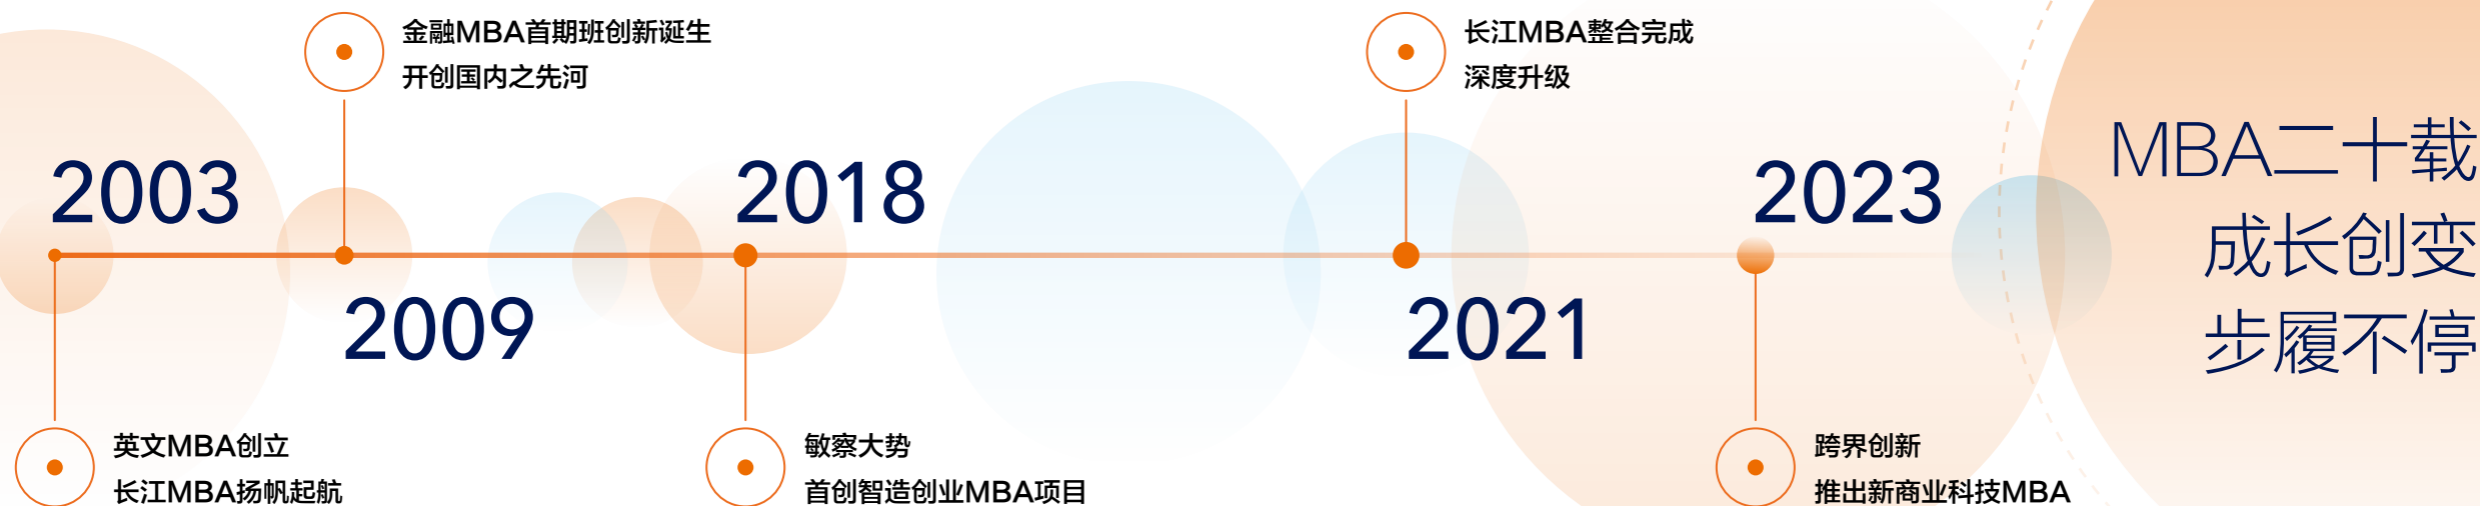 2003
英文MBA创立
长江MBA扬帆起航
金融MBA首期班创新诞生
开创国内之先河
2009
2018
敏察大势
首创智造创业MBA项目
长江MBA整合完成
深度升级
2021
2023
跨界创新
推出新商业科技MBA
MBA二十载
成长创变
步履不停